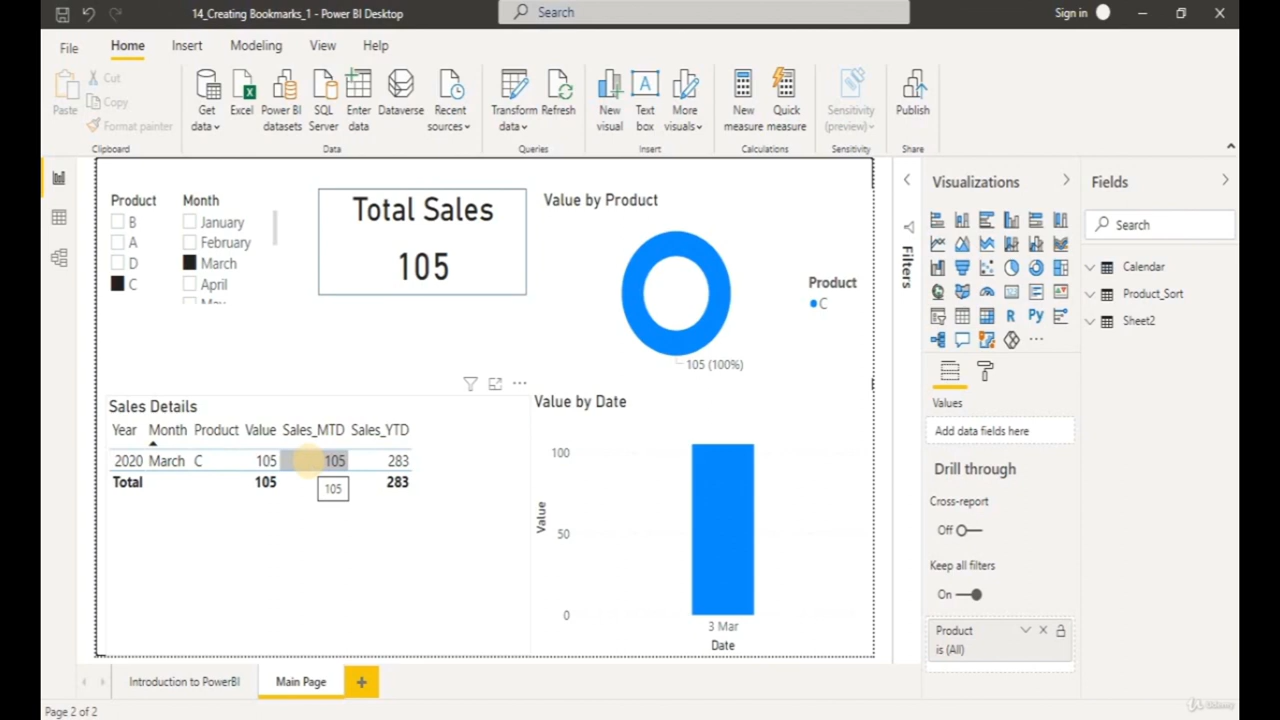 14_Creating Bookmarks_1 - Power BI Desktop
Search
Sign in
File
Home
Insert
Modeling
View
Help
Paste
Cut
Copy
Format painter
Clipboard
Get data
Excel
Power BI datasets
SQL Server
Enter data
Dataverse
Recent sources
Data
Transform data
Refresh
Queries
New visual
Text box
More visuals
Insert
New measure
Quick measure
Calculations
Sensitivity (preview)
Sensitivity
Publish
Share
Product
B
A
D
C
Month
January
February
March
April
Total Sales
105
Value by Product
105 (100%)
Product
C
Sales Details
Year Month Product Value Sales_MTD Sales_YTD
2020 March C 105 105 283
Total 105 283
105
Value by Date
100
50
0
Value
3 Mar
Date
Filters
Visualizations
R
Py
Values
Add data fields here
Drill through
Cross-report
Off
Keep all filters
On
Product
is (All)
Fields
Search
Calendar
Product_Sort
Sheet2
Introduction to PowerBI
Main Page
Page 2 of 2
Udemy